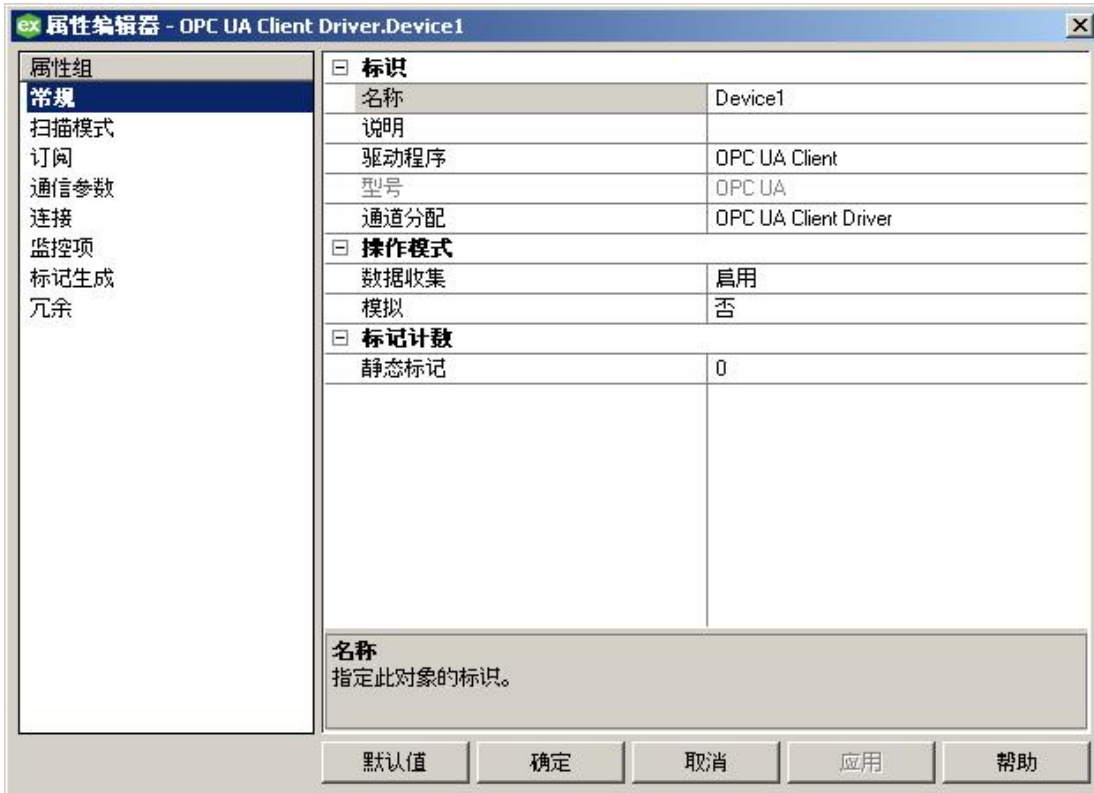 ex 属性编辑器 - OPC UA Client Driver.Device1
属性组
常规
扫描模式
订阅
通信参数
连接
监控项
标记生成
冗余
标识
名称 Device1
说明
驱动程序 OPC UA Client
型号 OPC UA
通道分配 OPC UA Client Driver
操作模式
数据收集 启用
模拟 否
标记计数
静态标记 0
名称
指定此对象的标识。
默认值 确定 取消 应用 帮助